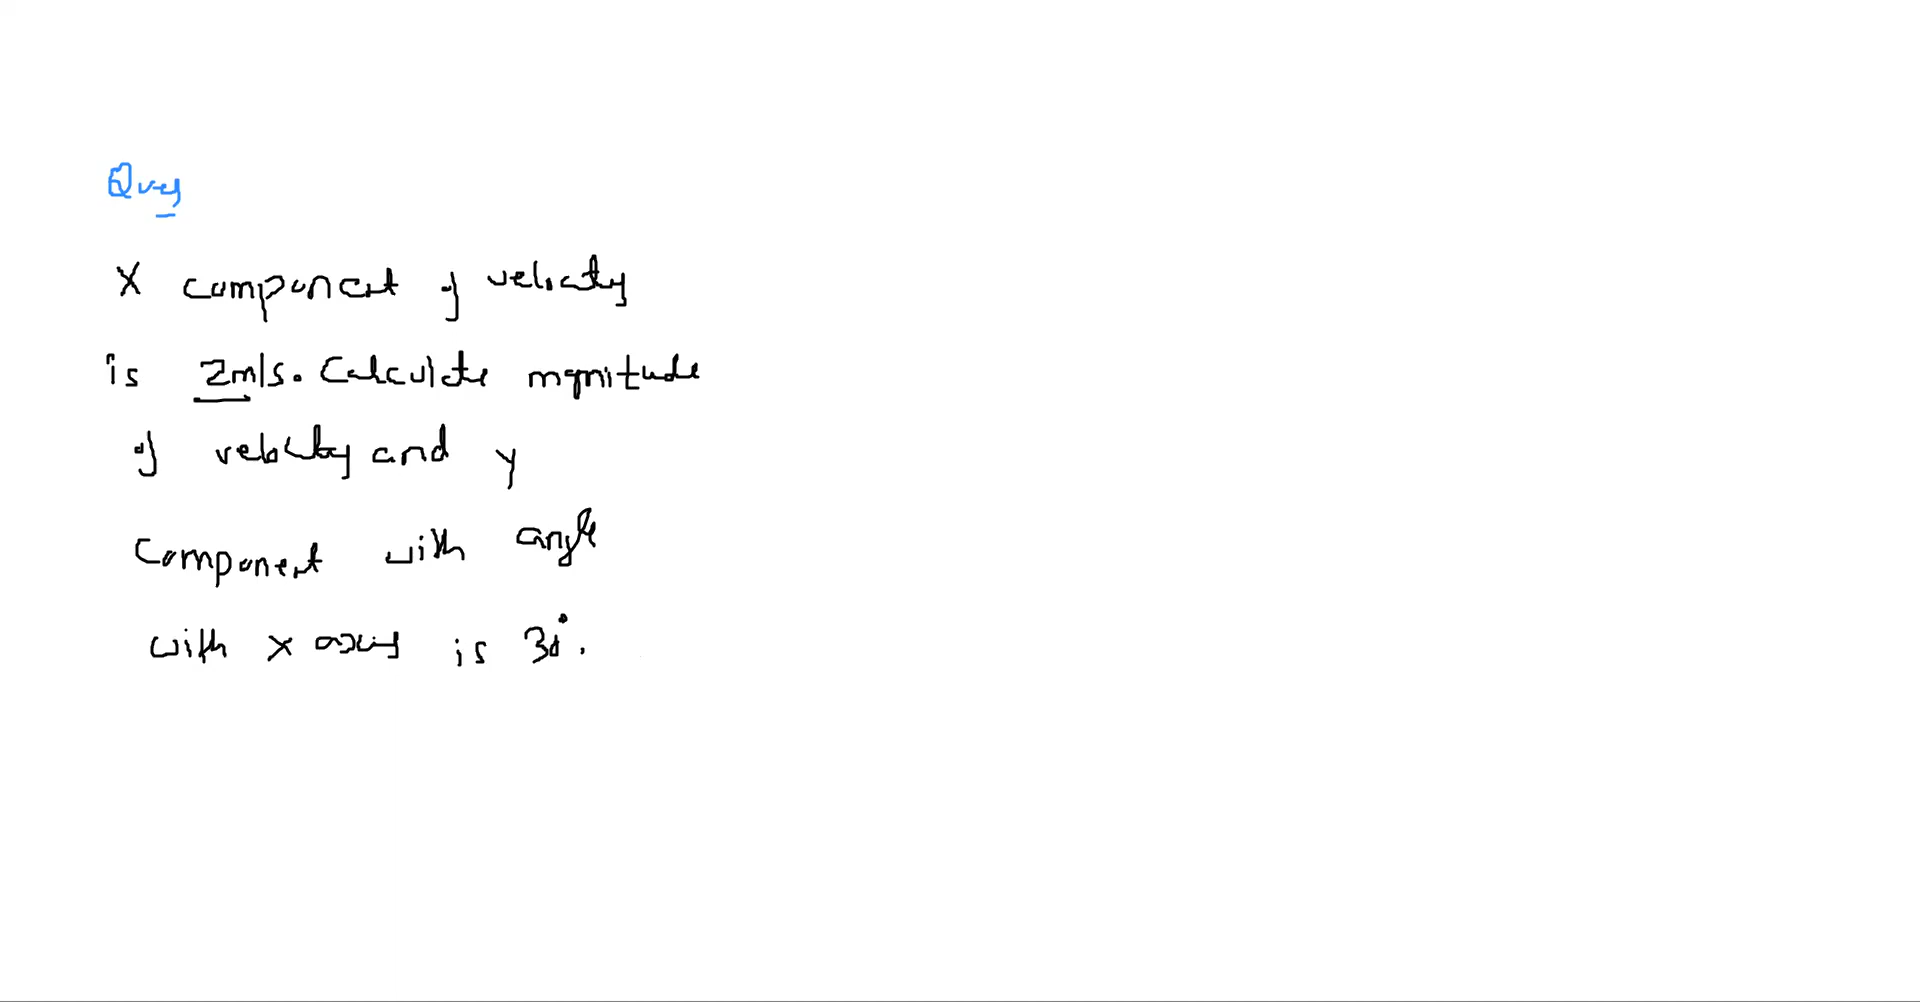 Ques
X component of velocity
is 2m/s. Calculate magnitude
of velocity and y
component with angle
with x axis is 30°.